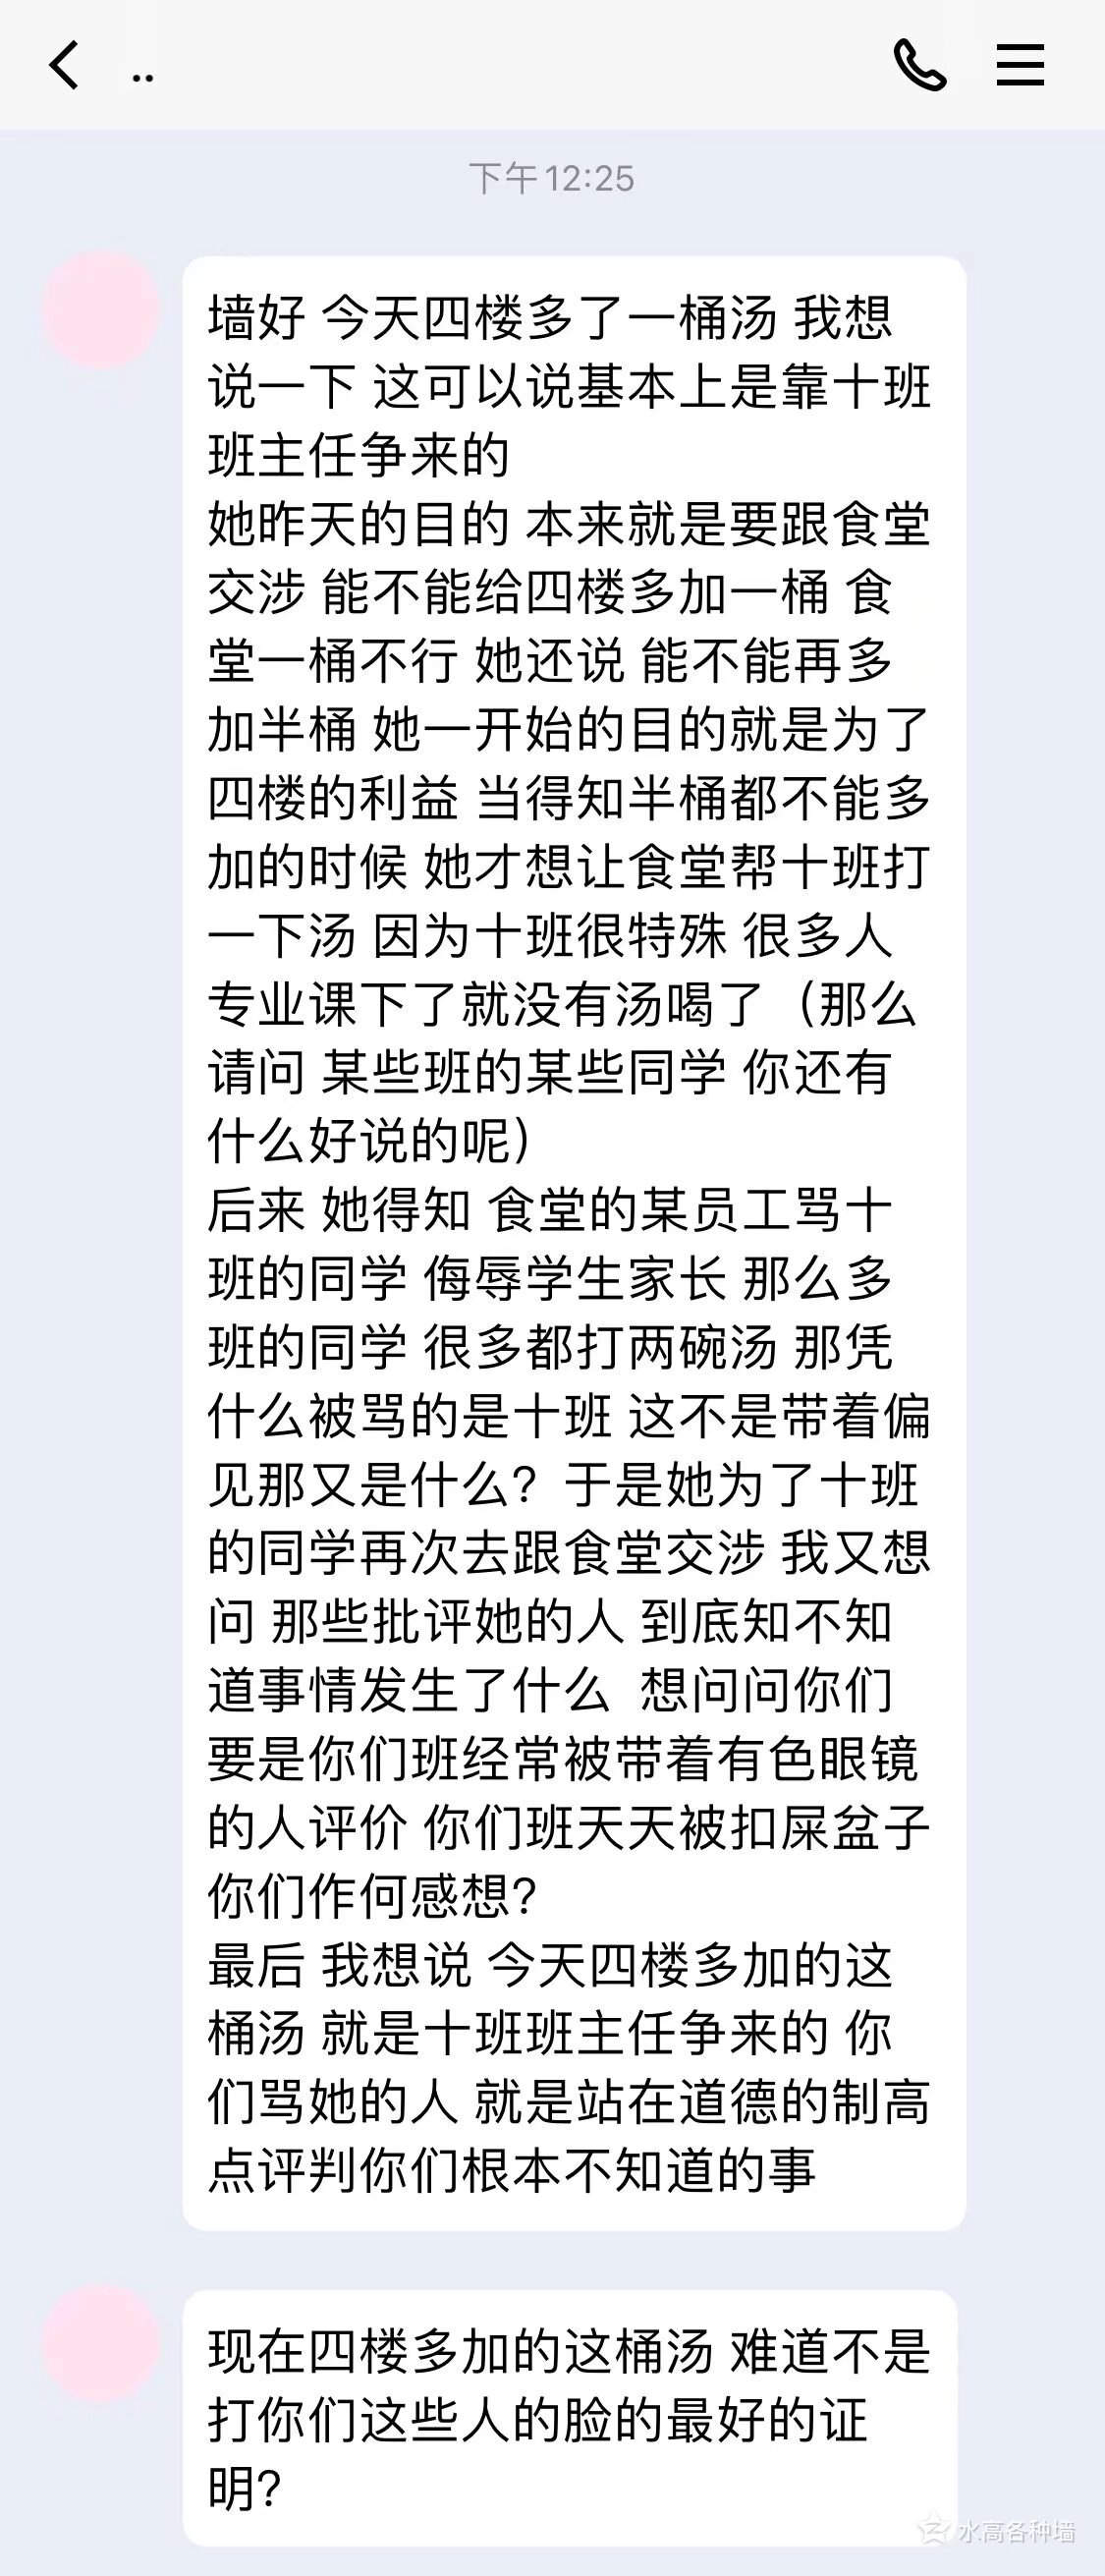 ..
下午12:25
墙好 今天四楼多了一桶汤 我想
说一下 这可以说基本上是靠十班
班主任争来的
她昨天的目的 本来就是要跟食堂
交涉 能不能给四楼多加一桶 食
堂一桶不行 她还说 能不能再多
加半桶 她一开始的目的就是为了
四楼的利益 当得知半桶都不能多
加的时候 她才想让食堂帮十班打
一下汤 因为十班很特殊 很多人
专业课下了就没有汤喝了（那么
请问 某些班的某些同学 你还有
什么好说的呢）
后来 她得知 食堂的某员工骂十
班的同学 侮辱学生家长 那么多
班的同学 很多都打两碗汤 那凭
什么被骂的是十班 这不是带着偏
见那又是什么？于是她为了十班
的同学再次去跟食堂交涉 我又想
问 那些批评她的人 到底知不知
道事情发生了什么  想问问你们
要是你们班经常被带着有色眼镜
的人评价 你们班天天被扣屎盆子
你们作何感想？
最后 我想说 今天四楼多加的这
桶汤 就是十班班主任争来的 你
们骂她的人 就是站在道德的制高
点评判你们根本不知道的事
现在四楼多加的这桶汤 难道不是
打你们这些人的脸的最好的证
明？
水高各种墙